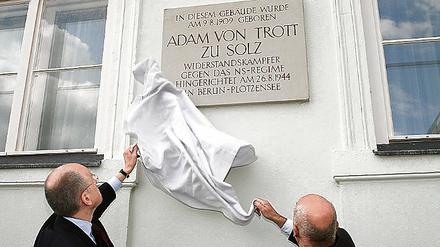 IN DIESEM GEBÄUDE WURDE
AM 9.8.1909 GEBOREN
ADAM VON TROTT
ZU SOLZ
WIDERSTANDSKÄMPFER
GEGEN DAS NS-REGIME
HINGERICHTET AM 26.8.1944
IN BERLIN-PLÖTZENSEE